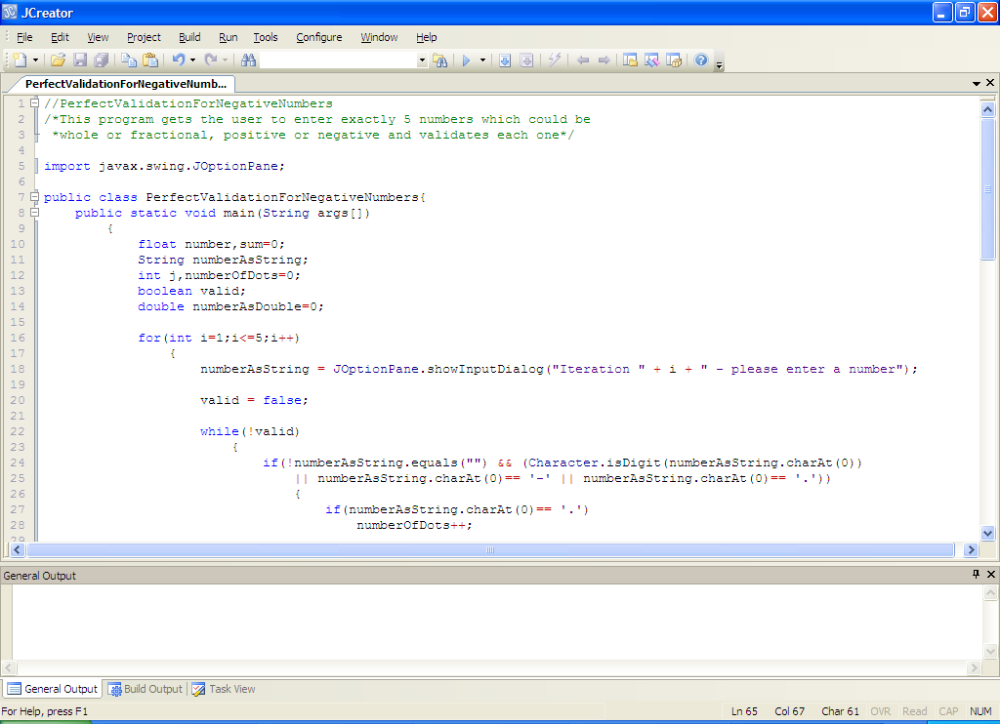 JCreator
File Edit View Project Build Run Tools Configure Window Help
PerfectValidationForNegativeNumb...
1 //PerfectValidationForNegativeNumbers
2 /*This program gets the user to enter exactly 5 numbers which could be
3 *whole or fractional, positive or negative and validates each one*/
4
5 import javax.swing.JOptionPane;
6
7 public class PerfectValidationForNegativeNumbers{
8 public static void main(String args[])
9 {
10 float number,sum=0;
11 String numberAsString;
12 int j,numberOfDots=0;
13 boolean valid;
14 double numberAsDouble=0;
15
16 for(int i=1;i<=5;i++)
17 {
18 numberAsString = JOptionPane.showInputDialog("Iteration " + i + " - please enter a number");
19
20 valid = false;
21
22 while(!valid)
23 {
24 if(!numberAsString.equals("") && (Character.isDigit(numberAsString.charAt(0))
25 || numberAsString.charAt(0)== '-' || numberAsString.charAt(0)== '.'))
26 {
27 if(numberAsString.charAt(0)== '.')
28 numberOfDots++;
29
General Output
General Output Build Output Task View
For Help, press F1 Ln 65 Col 67 Char 61 OVR Read CAP NUM